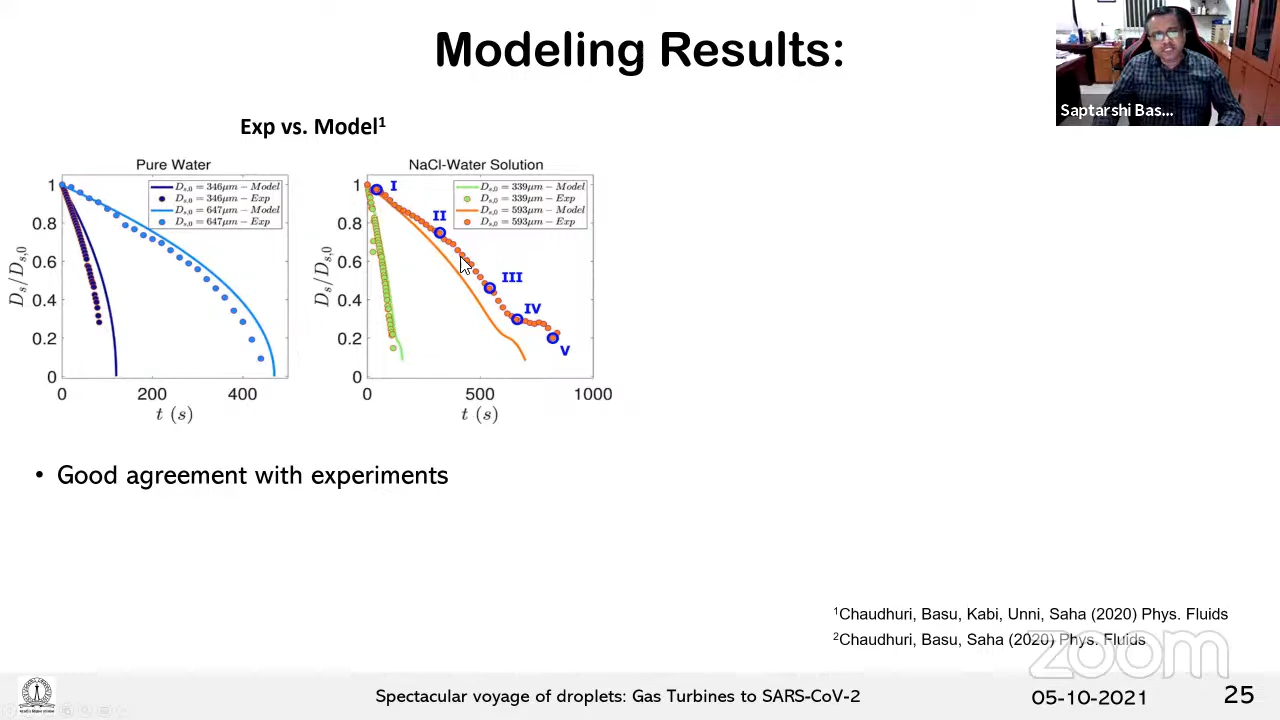 Modeling Results:
Saptarshi Bas...
Exp vs. Model¹
Pure Water
D_s/D_s,0
1
0.8
0.6
0.4
0.2
0
0 200 400
t (s)
D_s,0 = 346μm − Model
D_s,0 = 346μm − Exp
D_s,0 = 647μm − Model
D_s,0 = 647μm − Exp
NaCl-Water Solution
D_s/D_s,0
1
0.8
0.6
0.4
0.2
0
0 500 1000
t (s)
D_s,0 = 339μm − Model
D_s,0 = 339μm − Exp
D_s,0 = 593μm − Model
D_s,0 = 593μm − Exp
I
II
III
IV
V
• Good agreement with experiments
¹Chaudhuri, Basu, Kabi, Unni, Saha (2020) Phys. Fluids
²Chaudhuri, Basu, Saha (2020) Phys. Fluids
zoom
Spectacular voyage of droplets: Gas Turbines to SARS-CoV-2
05-10-2021
25